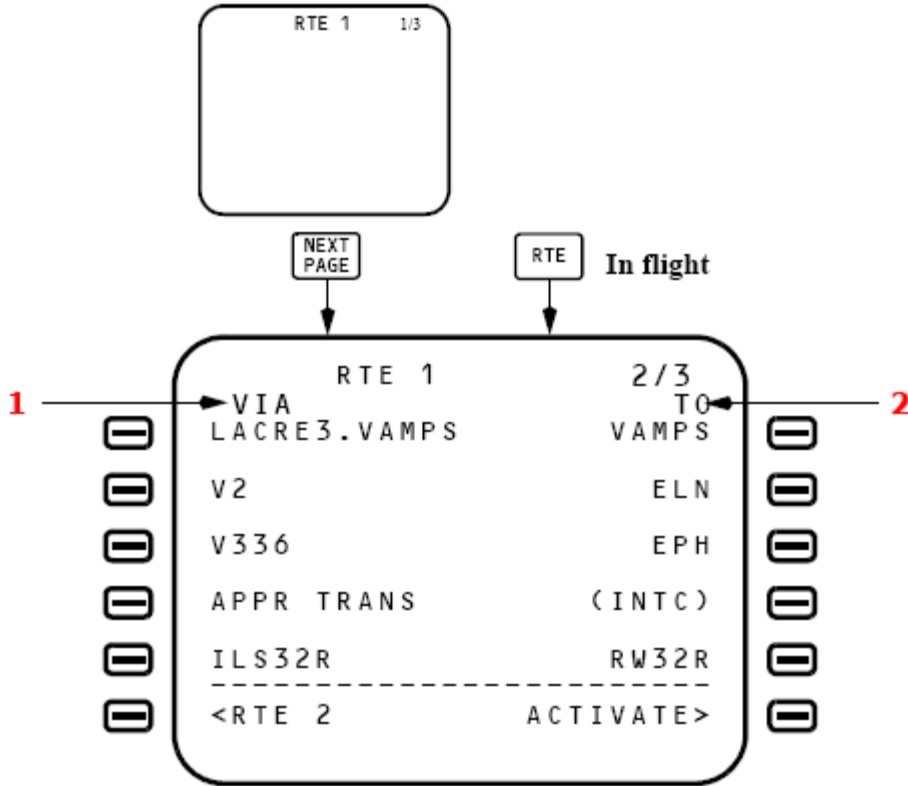 RTE 1 1/3
NEXT
PAGE
RTE In flight
RTE 1 2/3
1 VIA TO 2
LACRE3.VAMPS VAMPS
V2 ELN
V336 EPH
APPR TRANS (INTC)
ILS32R RW32R
<RTE 2 ACTIVATE>